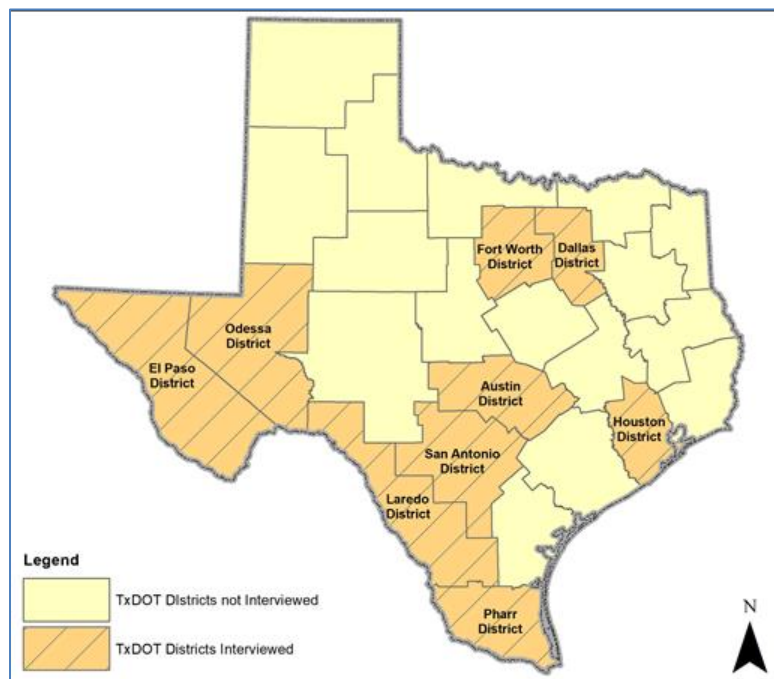 Fort Worth
District
Dallas
District
Odessa
District
El Paso
District
Austin
District
Houston
District
San Antonio
District
Laredo
District
Pharr
District
Legend
TxDOT DIstricts not Interviewed
TxDOT Districts Interviewed
N